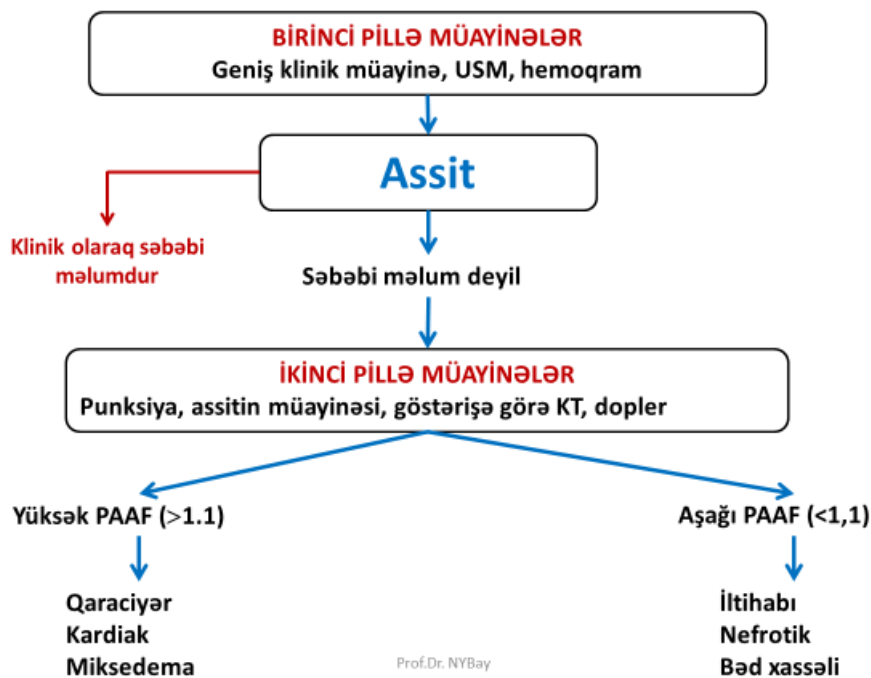 BİRİNCİ PİLLƏ MÜAYİNƏLƏR
Geniş klinik müayinə, USM, hemoqram
Assit
Klinik olaraq səbəbi
məlumdur
Səbəbi məlum deyil
İKİNCİ PİLLƏ MÜAYİNƏLƏR
Punksiya, assitin müayinəsi, göstərişə görə KT, dopler
Yüksək PAAF (>1.1)
Aşağı PAAF (<1,1)
Qaraciyər
Kardiak
Miksedema
İltihabı
Nefrotik
Bəd xassəli
Prof.Dr. NYBay